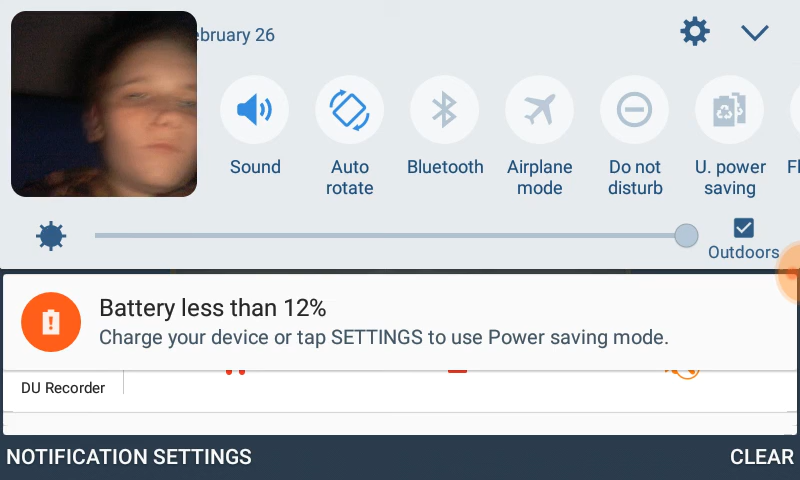 ebruary 26
Sound
Auto
rotate
Bluetooth
Airplane
mode
Do not
disturb
U. power
saving
Fl
Outdoors
Battery less than 12%
Charge your device or tap SETTINGS to use Power saving mode.
DU Recorder
NOTIFICATION SETTINGS
CLEAR